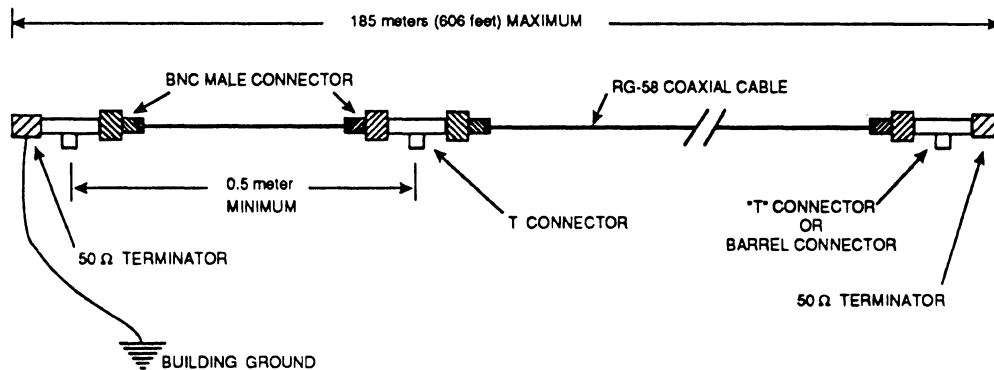 185 meters (606 feet) MAXIMUM
BNC MALE CONNECTOR
RG-58 COAXIAL CABLE
0.5 meter
MINIMUM
T CONNECTOR
"T" CONNECTOR
OR
BARREL CONNECTOR
50 Ω TERMINATOR
50 Ω TERMINATOR
BUILDING GROUND